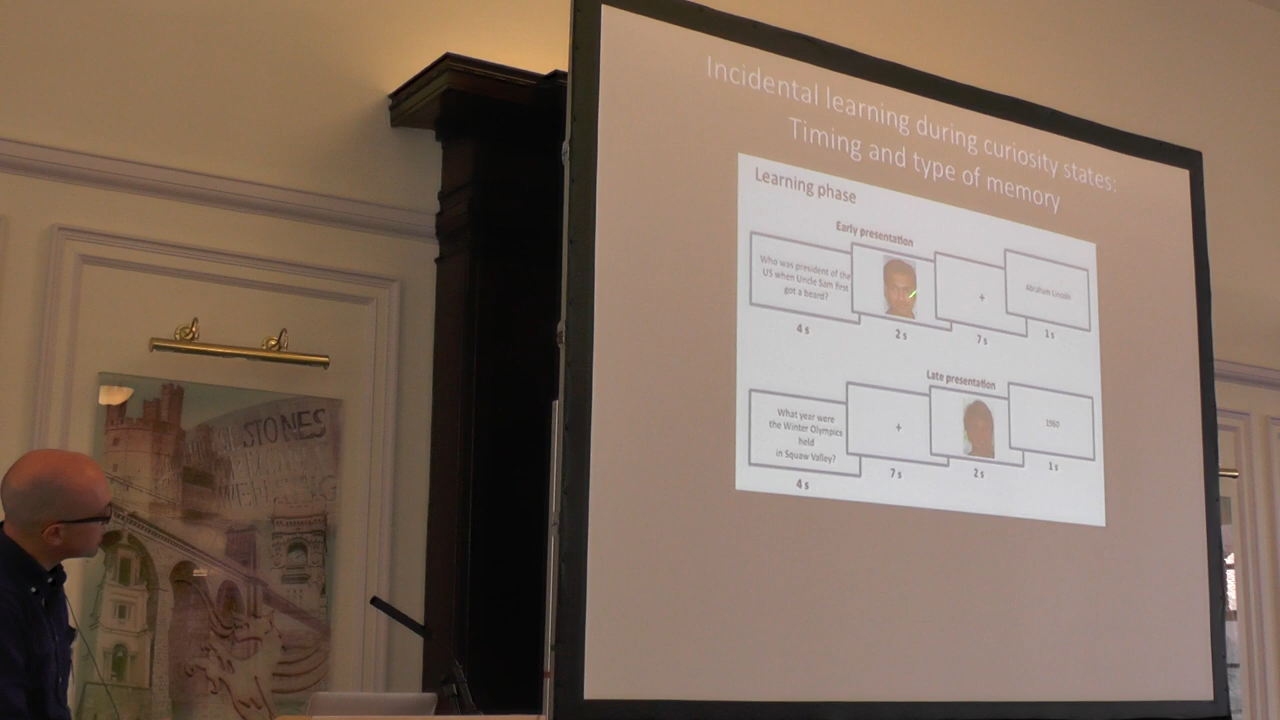 Incidental learning during curiosity states:
Timing and type of memory
Learning phase
Early presentation
Who was president of the
US when Uncle Sam first
got a beard?
+
Abraham Lincoln
4 s
2 s
7 s
1 s
Late presentation
What year were
the Winter Olympics
held
in Squaw Valley?
+
1960
4 s
7 s
2 s
1 s
STONES